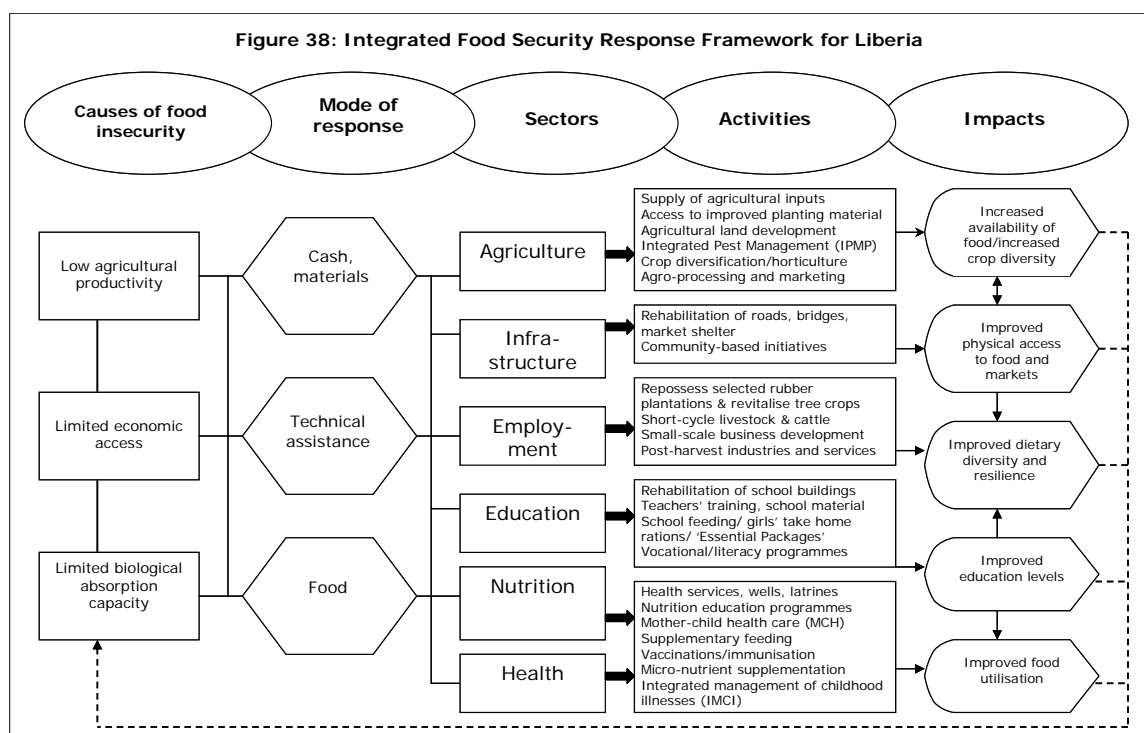 Figure 38: Integrated Food Security Response Framework for Liberia
Causes of food
insecurity
Mode of
response
Sectors
Activities
Impacts
Low agricultural
productivity
Limited economic
access
Limited biological
absorption
capacity
Cash,
materials
Technical
assistance
Food
Agriculture
Infra-
structure
Employ-
ment
Education
Nutrition
Health
Supply of agricultural inputs
Access to improved planting material
Agricultural land development
Integrated Pest Management (IPMP)
Crop diversification/horticulture
Agro-processing and marketing
Rehabilitation of roads, bridges,
market shelter
Community-based initiatives
Repossess selected rubber
plantations & revitalise tree crops
Short-cycle livestock & cattle
Small-scale business development
Post-harvest industries and services
Rehabilitation of school buildings
Teachers' training, school material
School feeding/ girls' take home
rations/ 'Essential Packages'
Vocational/literacy programmes
Health services, wells, latrines
Nutrition education programmes
Mother-child health care (MCH)
Supplementary feeding
Vaccinations/immunisation
Micro-nutrient supplementation
Integrated management of childhood
illnesses (IMCI)
Increased
availability of
food/increased
crop diversity
Improved
physical access
to food and
markets
Improved dietary
diversity and
resilience
Improved
education levels
Improved food
utilisation